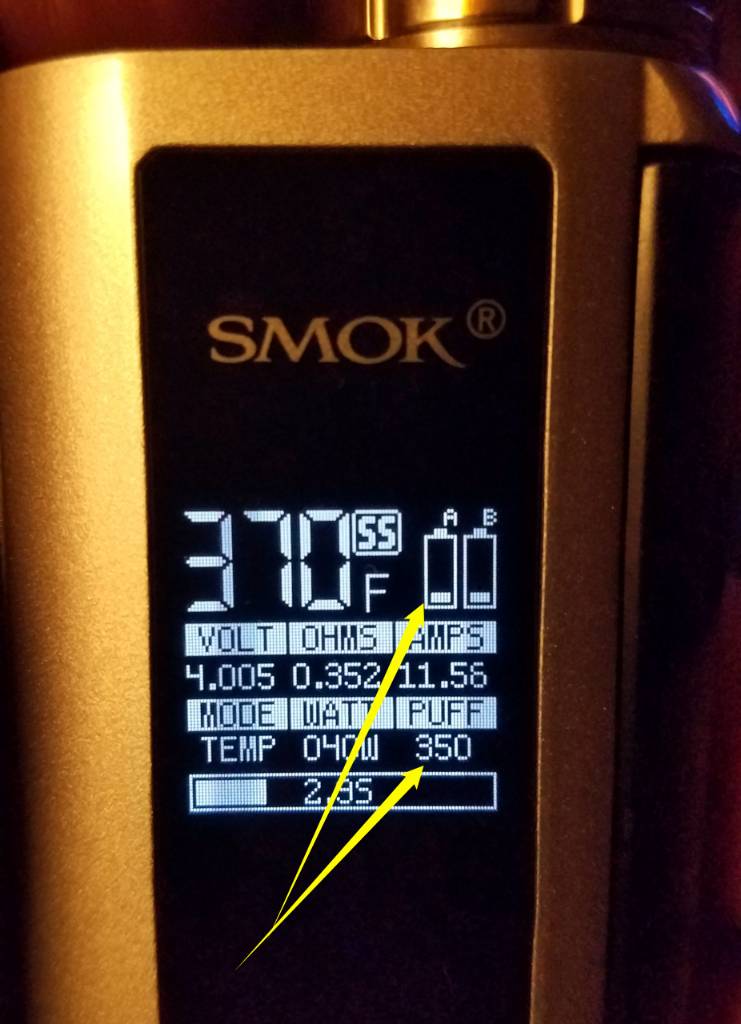 SMOK®
370 SS F A B
VOLT OHMS AMPS
4.005 0.352 11.56
MODE WATT PUFF
TEMP 040W 350
2.9S